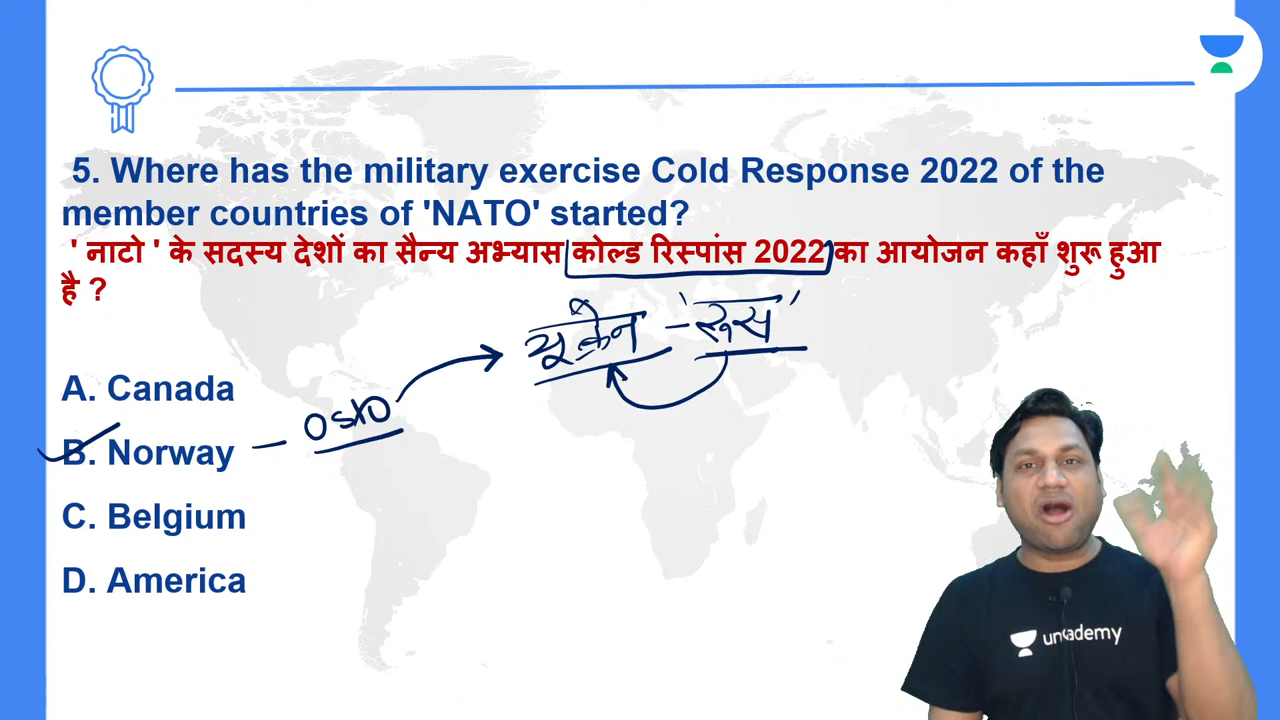 5. Where has the military exercise Cold Response 2022 of the
member countries of 'NATO' started?
' नाटो ' के सदस्य देशों का सैन्य अभ्यास कोल्ड रिस्पांस 2022 का आयोजन कहाँ शुरू हुआ
है ?
यूक्रेन - 'रूस'
A. Canada
OSLO
B. Norway -
C. Belgium
D. America
unacademy